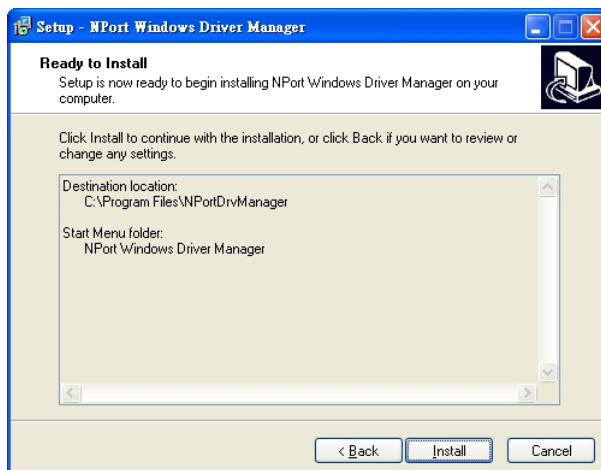 Setup - NPort Windows Driver Manager
Ready to Install
Setup is now ready to begin installing NPort Windows Driver Manager on your
computer.
Click Install to continue with the installation, or click Back if you want to review or
change any settings.
Destination location:
C:\Program Files\NPortDrvManager
Start Menu folder:
NPort Windows Driver Manager
< Back
Install
Cancel